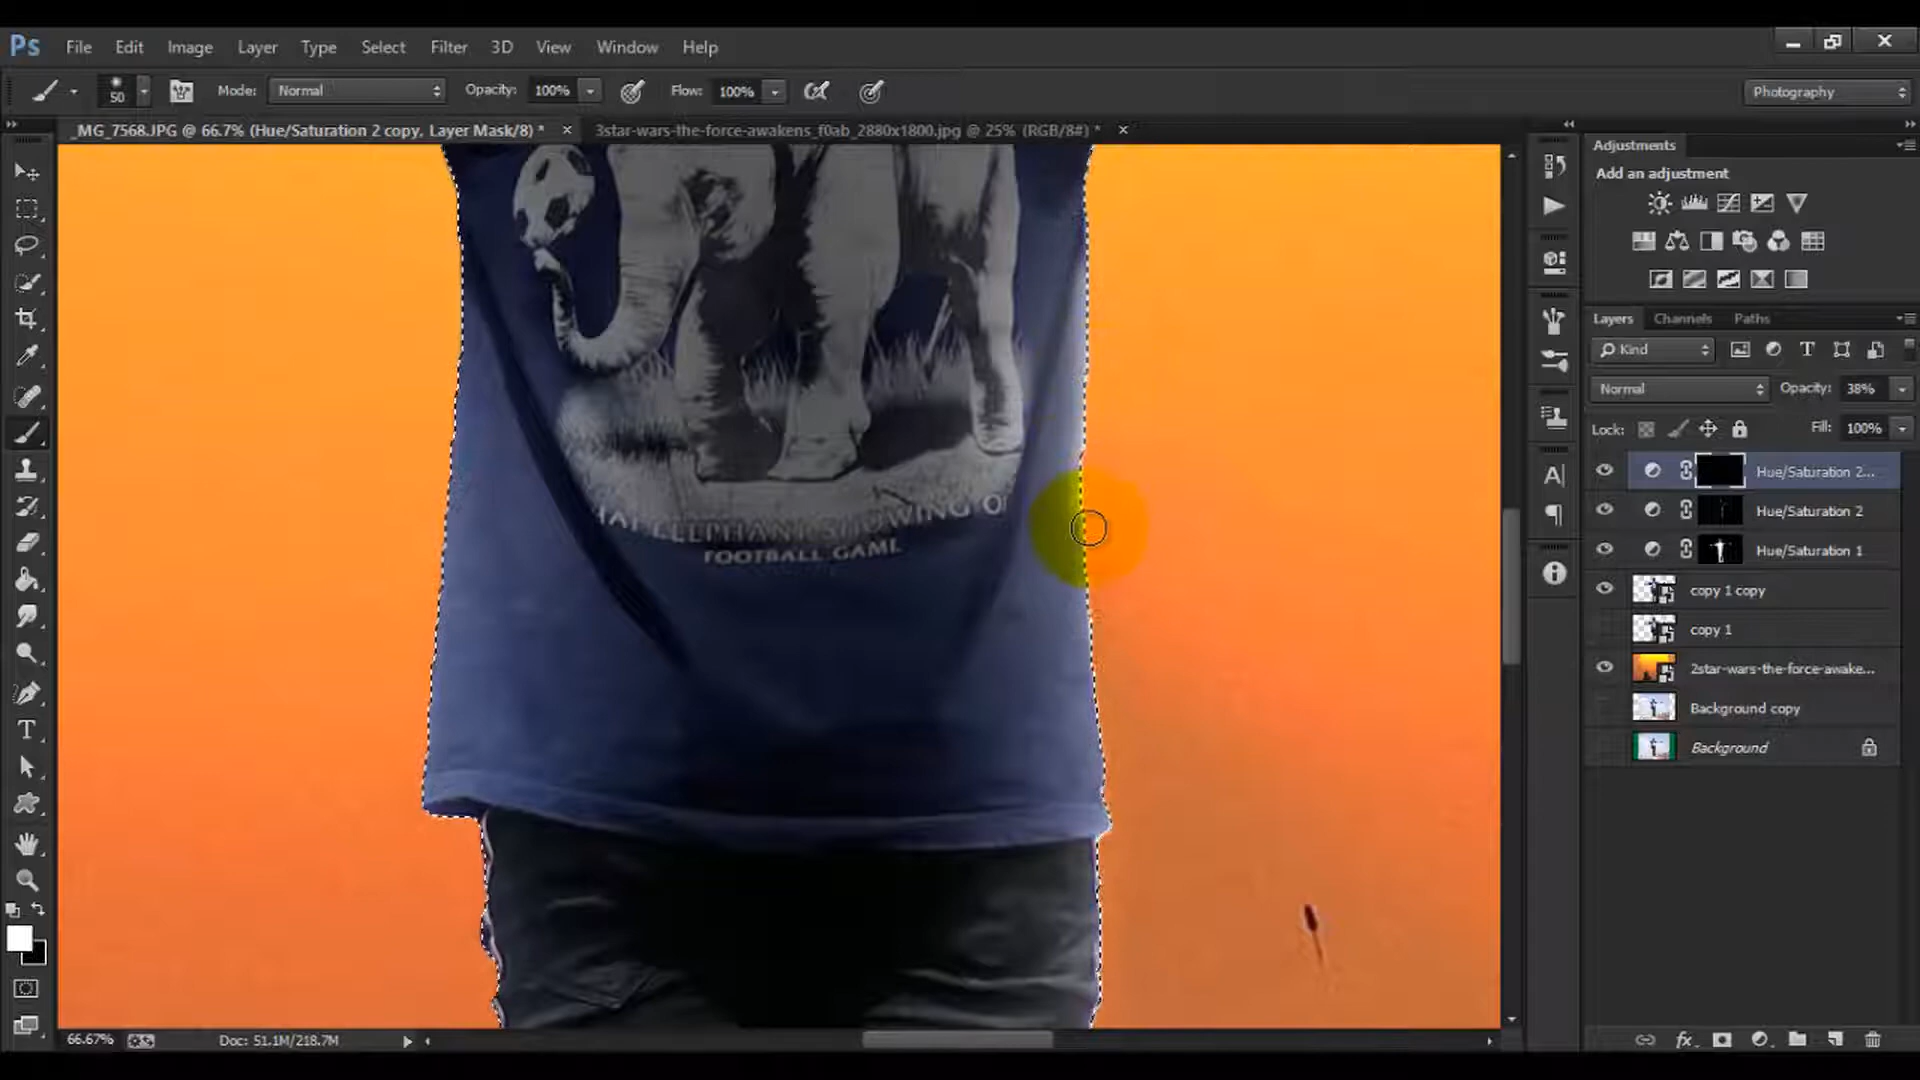 Ps File Edit Image Layer Type Select Filter 3D View Window Help
50 Mode: Normal Opacity: 100% Flow: 100% Photography
_MG_7568.JPG @ 66.7% (Hue/Saturation 2 copy, Layer Mask/8) * × 3star-wars-the-force-awakens_f0ab_2880x1800.jpg @ 25% (RGB/8#) * ×
Adjustments
Add an adjustment
Layers Channels Paths
Kind
Normal Opacity: 38%
Lock: Fill: 100%
Hue/Saturation 2...
Hue/Saturation 2
Hue/Saturation 1
copy 1 copy
copy 1
2star-wars-the-force-awake...
Background copy
Background
ELEPHANT SHOWING
FOOTBALL GAME
66.67% Doc: 51.1M/218.7M